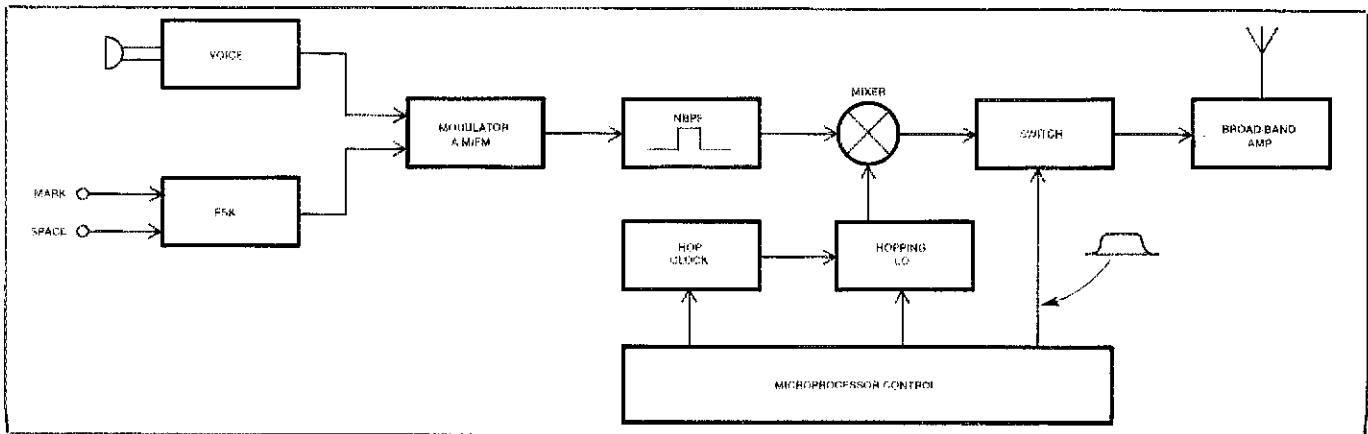 VOICE
MARK
SPACE
FSK
MODULATOR
AM/FM
NBPF
MIXER
SWITCH
BROAD-BAND
AMP
HOP
CLOCK
HOPPING
LO
MICROPROCESSOR CONTROL